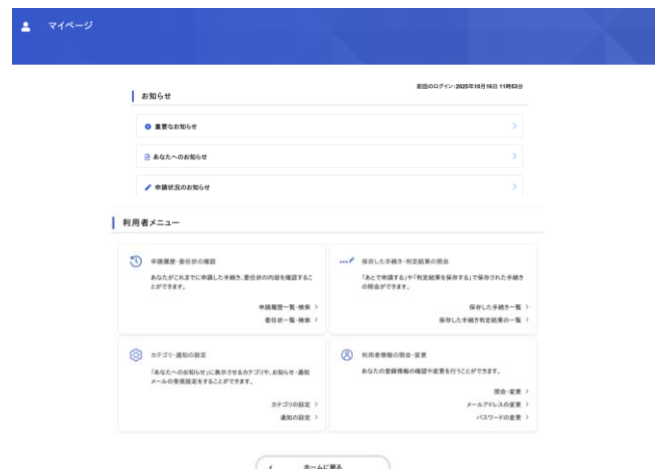 マイページ
前回のログイン:2025年10月16日 11時53分
お知らせ
重要なお知らせ
あなたへのお知らせ
申請状況のお知らせ
利用者メニュー
申請履歴・委任状の確認
あなたがこれまでに申請した手続き、委任状の内容を確認するこ
とができます。
申請履歴一覧・検索
委任状一覧・検索
保存した手続き・判定結果の照会
「あとで申請する」や「判定結果を保存する」で保存された手続き
の照会ができます。
保存した手続き一覧
保存した手続き判定結果の一覧
カテゴリ・通知の設定
「あなたへのお知らせ」に表示させるカテゴリや、お知らせ・通知
メールの受信設定をすることができます。
カテゴリの設定
通知の設定
利用者情報の照会・変更
あなたの登録情報の確認や変更を行うことができます。
照会・変更
メールアドレスの変更
パスワードの変更
ホームに戻る